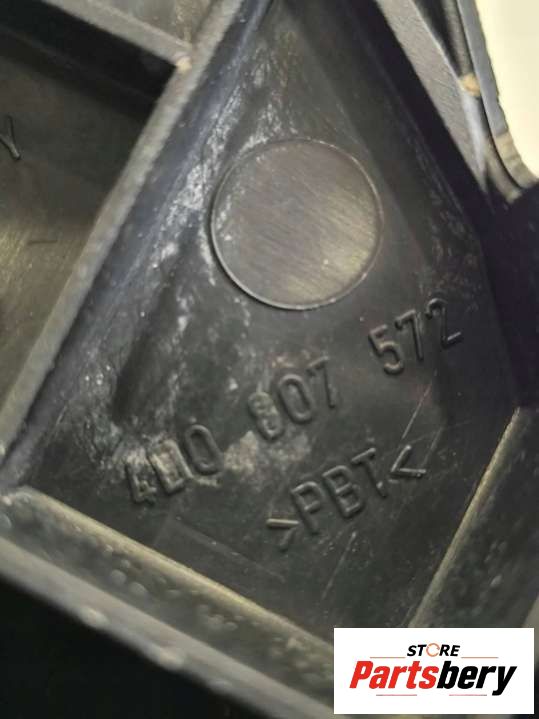 Y
4D0 807 572
>PBT<
STORE
Partsbery